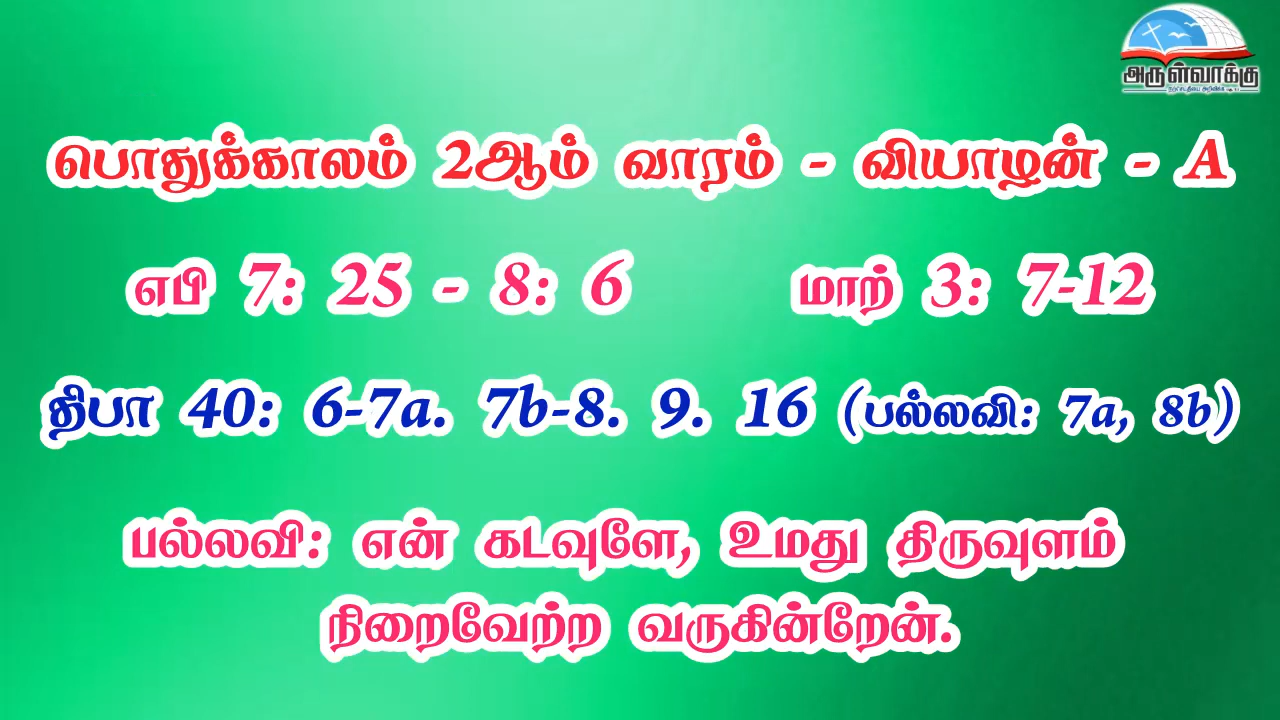 அருள்வாக்கு
பொதுக்காலம் 2ஆம் வாரம் - வியாழன் - A
எபி 7: 25 - 8: 6 மாற் 3: 7-12
திபா 40: 6-7a. 7b-8. 9. 16 (பல்லவி: 7a, 8b)
பல்லவி: என் கடவுளே, உமது திருவுளம்
நிறைவேற்ற வருகின்றேன்.